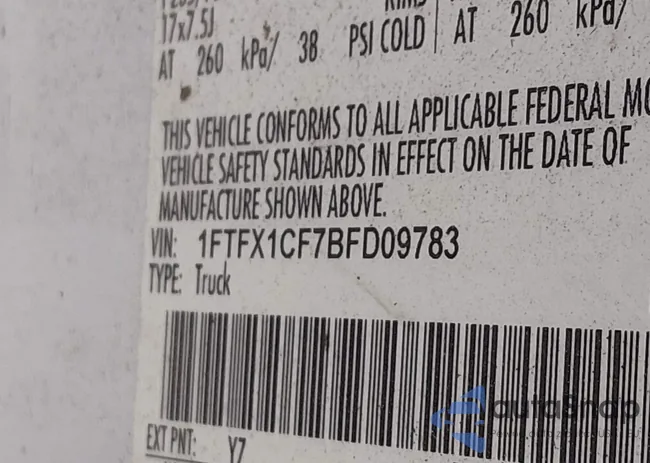 17x7.5J
AT 260 kPa/ 38 PSI COLD AT 260 kPa/
THIS VEHICLE CONFORMS TO ALL APPLICABLE FEDERAL MO
VEHICLE SAFETY STANDARDS IN EFFECT ON THE DATE OF
MANUFACTURE SHOWN ABOVE.
VIN: 1FTFX1CF7BFD09783
TYPE: Truck
EXT PNT: YZ